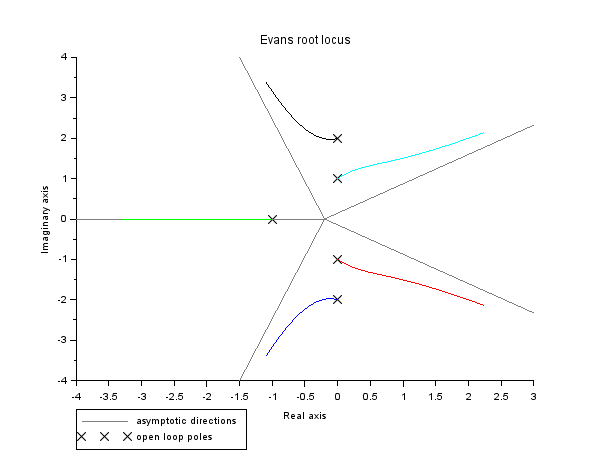 Evans root locus
4
3
2
1
0
-1
-2
-3
-4
Imaginary axis
-4 -3.5 -3 -2.5 -2 -1.5 -1 -0.5 0 0.5 1 1.5 2 2.5 3
Real axis
asymptotic directions
open loop poles